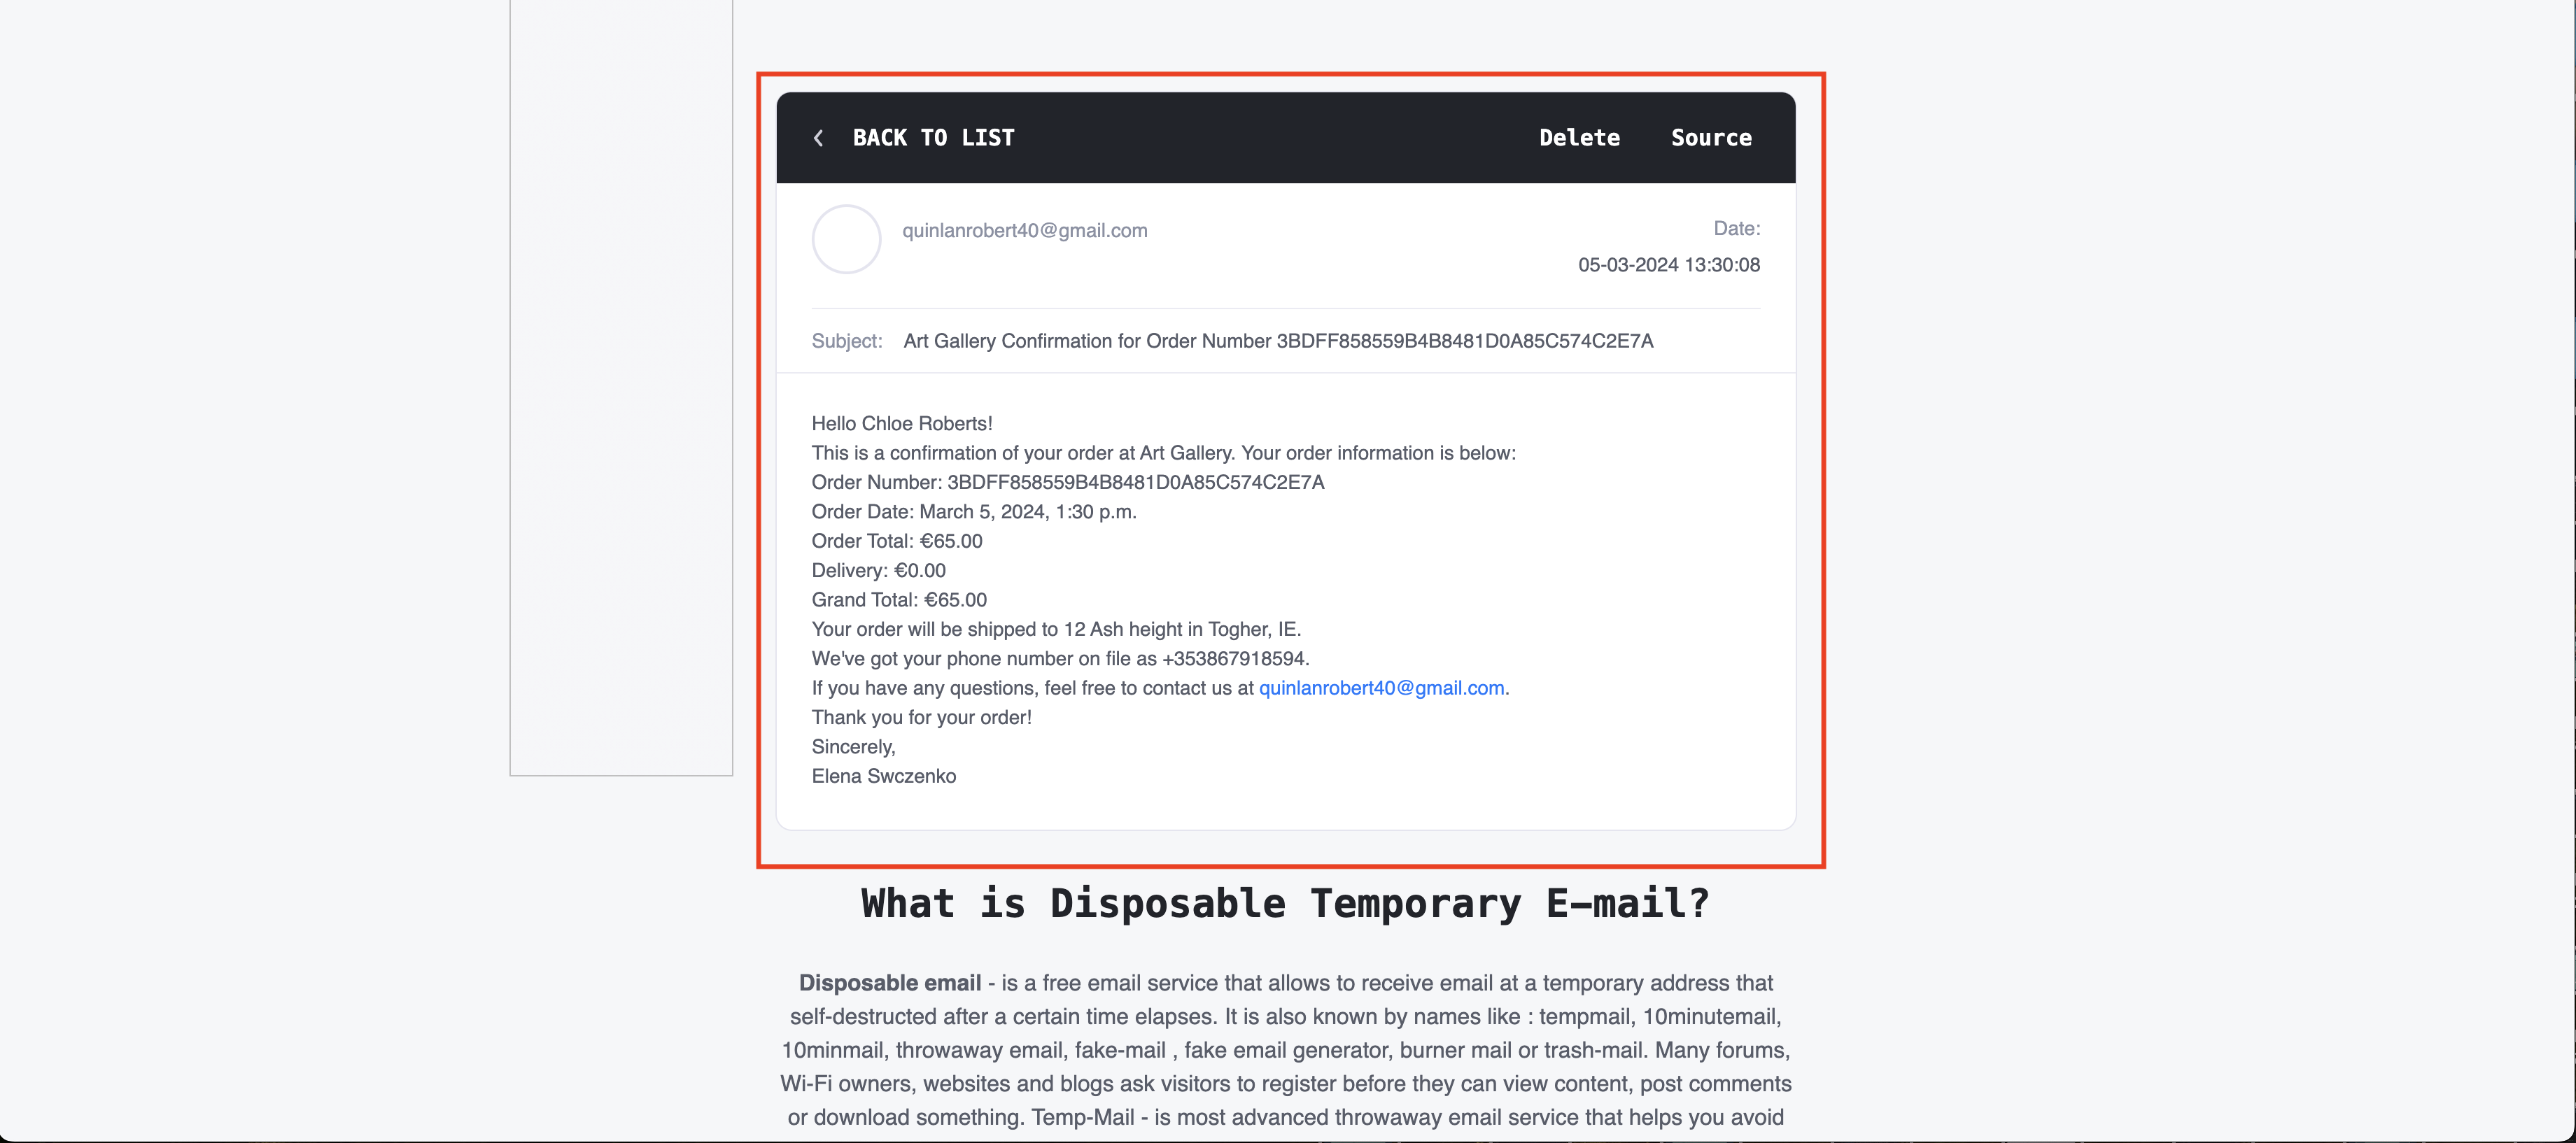 BACK TO LIST
Delete
Source
quinlanrobert40@gmail.com
Date:
05-03-2024 13:30:08
Subject: Art Gallery Confirmation for Order Number 3BDFF858559B4B8481D0A85C574C2E7A
Hello Chloe Roberts!
This is a confirmation of your order at Art Gallery. Your order information is below:
Order Number: 3BDFF858559B4B8481D0A85C574C2E7A
Order Date: March 5, 2024, 1:30 p.m.
Order Total: €65.00
Delivery: €0.00
Grand Total: €65.00
Your order will be shipped to 12 Ash height in Togher, IE.
We've got your phone number on file as +353867918594.
If you have any questions, feel free to contact us at quinlanrobert40@gmail.com.
Thank you for your order!
Sincerely,
Elena Swczenko
What is Disposable Temporary E-mail?
Disposable email - is a free email service that allows to receive email at a temporary address that
self-destructed after a certain time elapses. It is also known by names like : tempmail, 10minutemail,
10minmail, throwaway email, fake-mail , fake email generator, burner mail or trash-mail. Many forums,
Wi-Fi owners, websites and blogs ask visitors to register before they can view content, post comments
or download something. Temp-Mail - is most advanced throwaway email service that helps you avoid